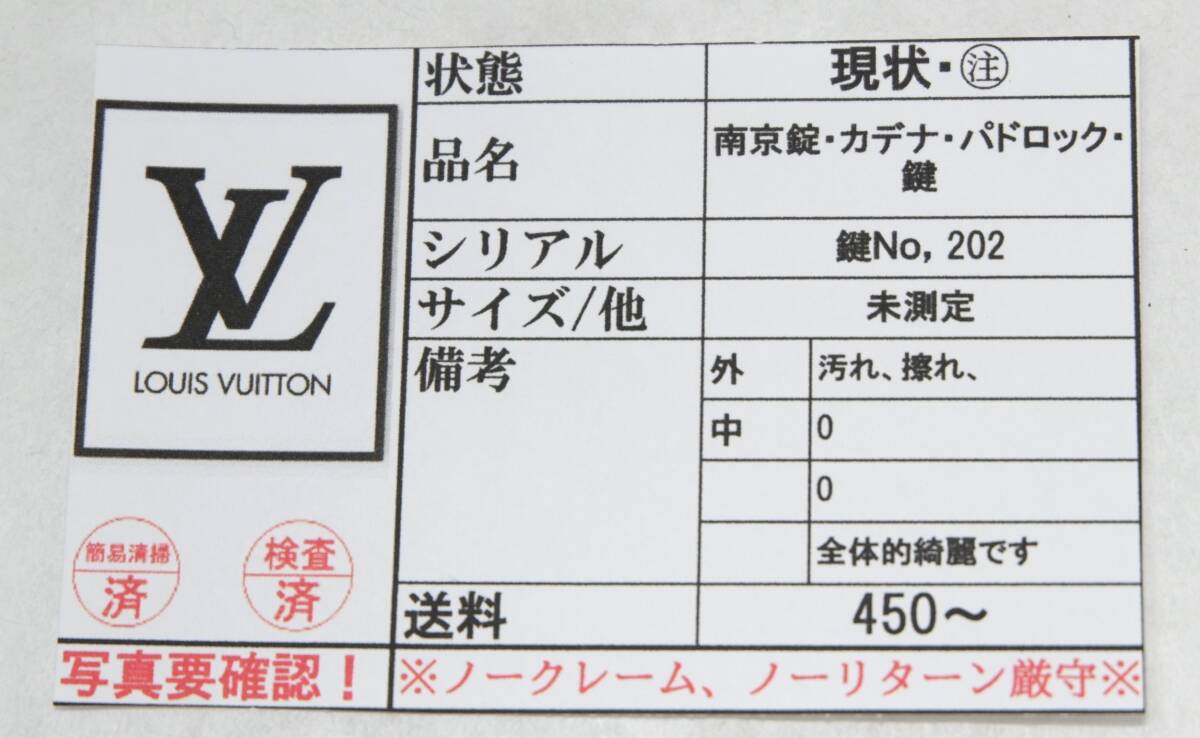 LV
LOUIS VUITTON
簡易清掃
済
検査
済
写真要確認！
状態 現状・㊟
品名 南京錠・カデナ・パドロック・
鍵
シリアル 鍵No, 202
サイズ/他 未測定
備考 外 汚れ、擦れ、
中 0
0
全体的綺麗です
送料 450～
※ノークレーム、ノーリターン厳守※